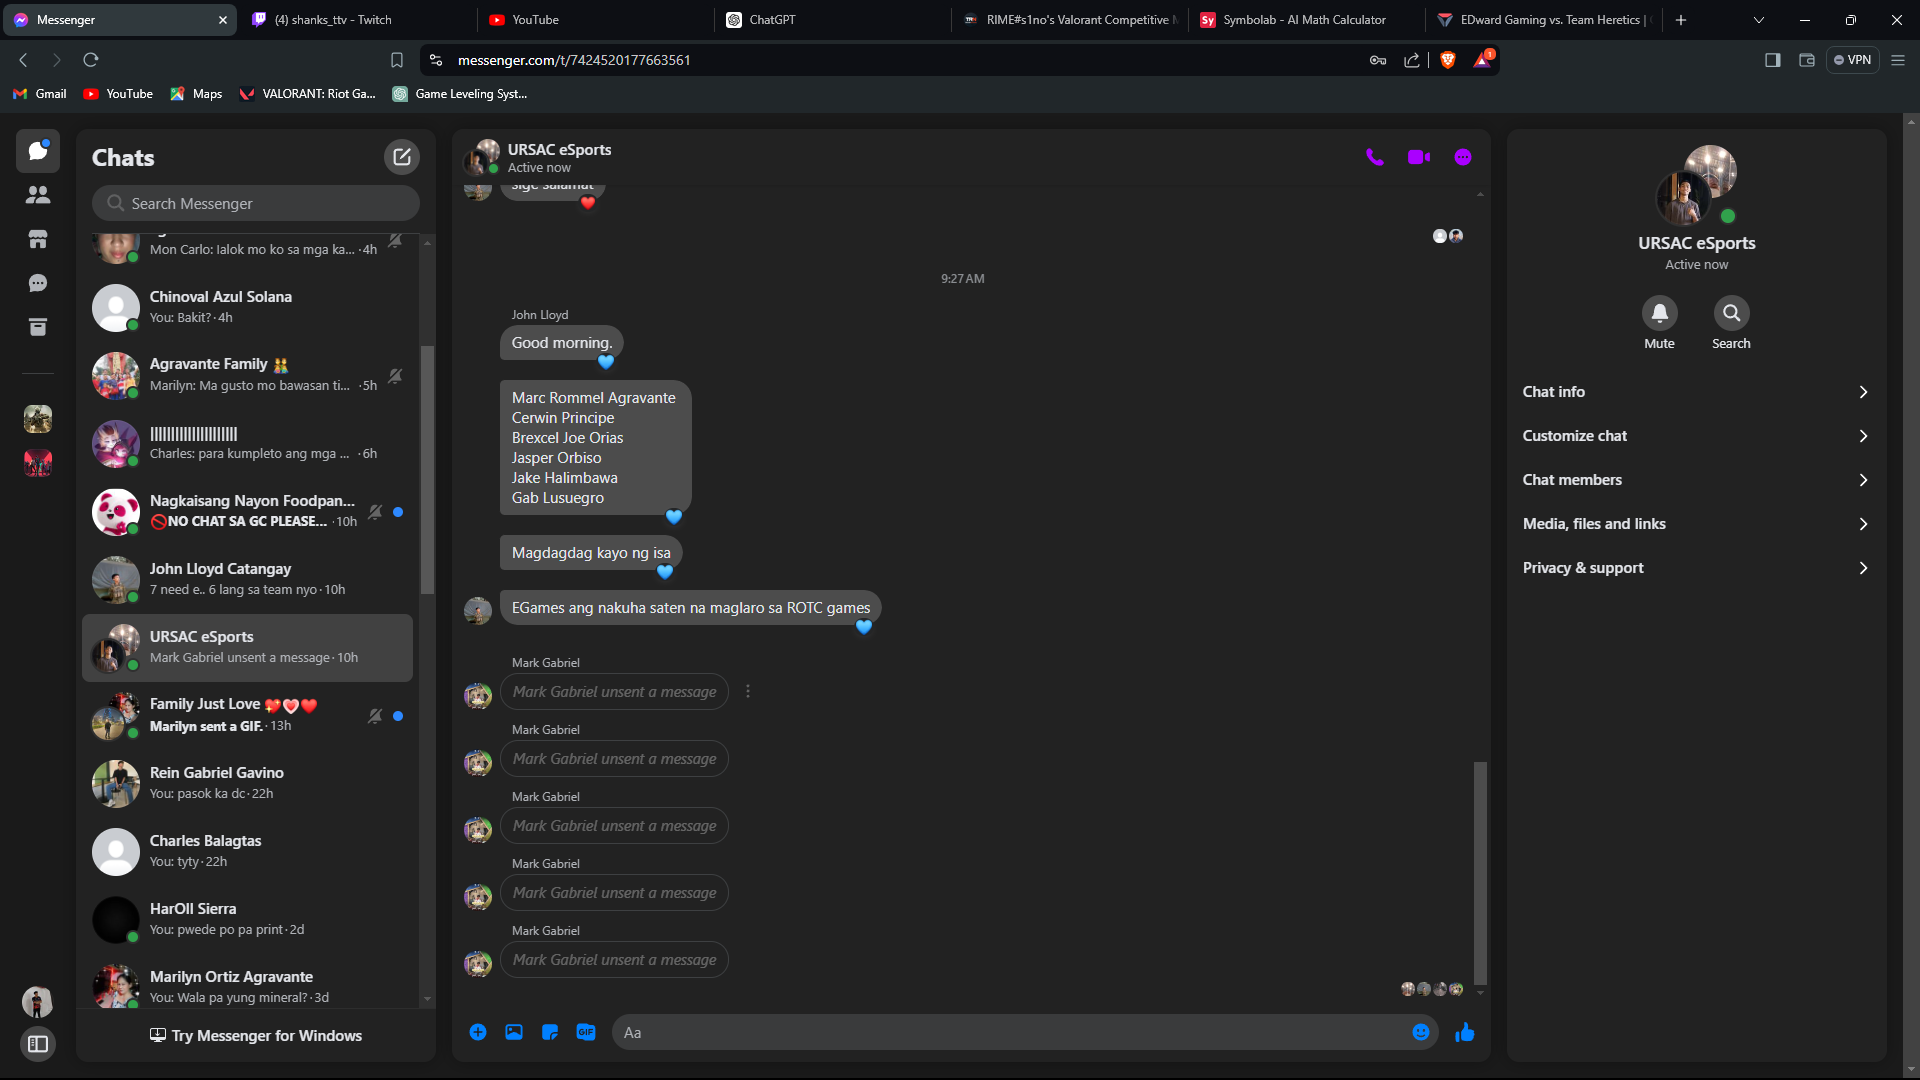 Messenger
(4) shanks_ttv - Twitch
YouTube
ChatGPT
RIME#s1no's Valorant Competitive
Symbolab - AI Math Calculator
EDward Gaming vs. Team Heretics |
messenger.com/t/7424520177663561
1
VPN
Gmail
YouTube
Maps
VALORANT: Riot Ga...
Game Leveling Syst...
Chats
Search Messenger
Mon Carlo: Ialok mo ko sa mga ka... · 4h
Chinoval Azul Solana
You: Bakit? · 4h
Agravante Family
Marilyn: Ma gusto mo bawasan ti... · 5h
||||||||||||||||||||
Charles: para kumpleto ang mga ... · 6h
Nagkaisang Nayon Foodpan...
🚫NO CHAT SA GC PLEASE... · 10h
John Lloyd Catangay
7 need e.. 6 lang sa team nyo · 10h
URSAC eSports
Mark Gabriel unsent a message · 10h
Family Just Love 💖💟❤️
Marilyn sent a GIF. · 13h
Rein Gabriel Gavino
You: pasok ka dc · 22h
Charles Balagtas
You: tyty · 22h
HarOll Sierra
You: pwede po pa print · 2d
Marilyn Ortiz Agravante
You: Wala pa yung mineral? · 3d
Try Messenger for Windows
URSAC eSports
Active now
sige salamat
9:27 AM
John Lloyd
Good morning.
Marc Rommel Agravante
Cerwin Principe
Brexcel Joe Orias
Jasper Orbiso
Jake Halimbawa
Gab Lusuegro
Magdagdag kayo ng isa
EGames ang nakuha saten na maglaro sa ROTC games
Mark Gabriel
Mark Gabriel unsent a message
Mark Gabriel
Mark Gabriel unsent a message
Mark Gabriel
Mark Gabriel unsent a message
Mark Gabriel
Mark Gabriel unsent a message
Mark Gabriel
Mark Gabriel unsent a message
GIF
Aa
URSAC eSports
Active now
Mute
Search
Chat info
Customize chat
Chat members
Media, files and links
Privacy & support